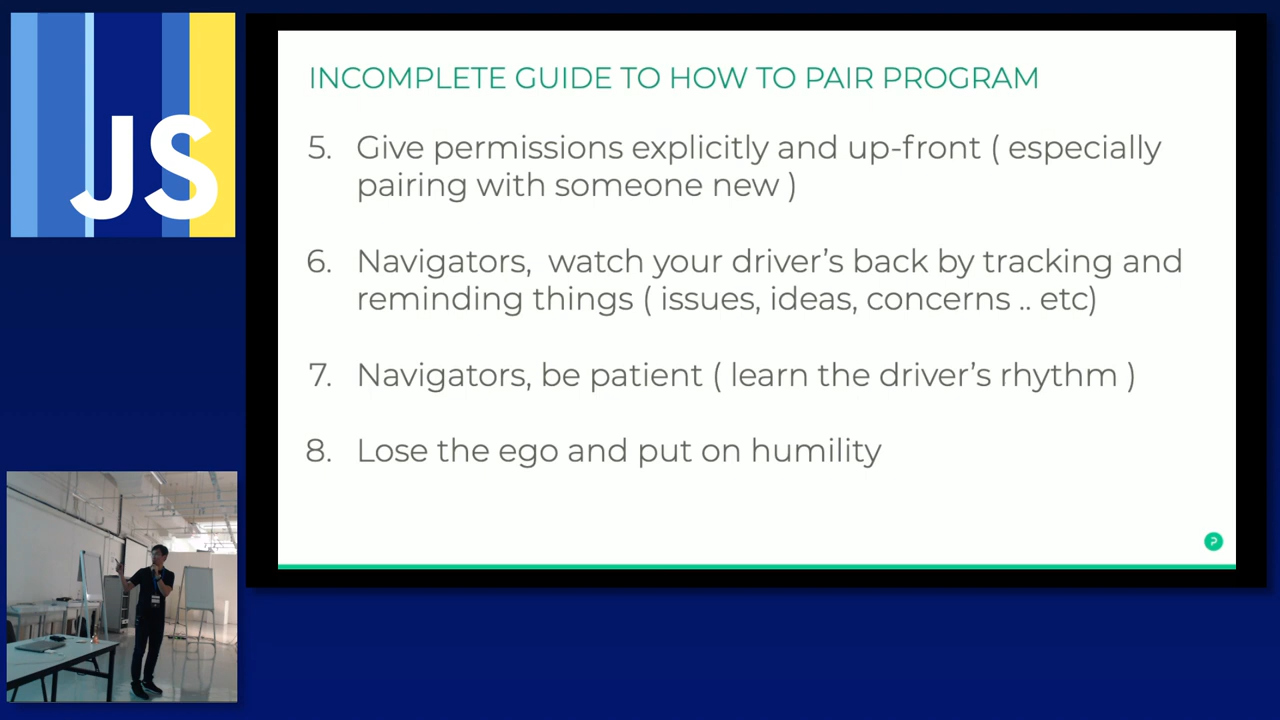 JS
INCOMPLETE GUIDE TO HOW TO PAIR PROGRAM
5. Give permissions explicitly and up-front ( especially
pairing with someone new )
6. Navigators,  watch your driver’s back by tracking and
reminding things ( issues, ideas, concerns .. etc)
7. Navigators, be patient ( learn the driver’s rhythm )
8. Lose the ego and put on humility